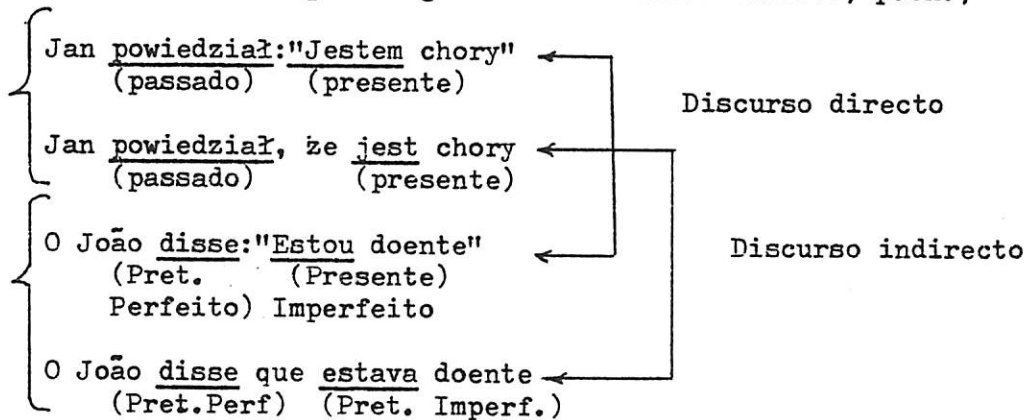 Jan powiedział:"Jestem chory"
(passado) (presente)
Discurso directo
Jan powiedział, że jest chory
(passado) (presente)
O João disse:"Estou doente"
Discurso indirecto
(Pret. (Presente)
Perfeito) Imperfeito
O João disse que estava doente
(Pret.Perf) (Pret. Imperf.)